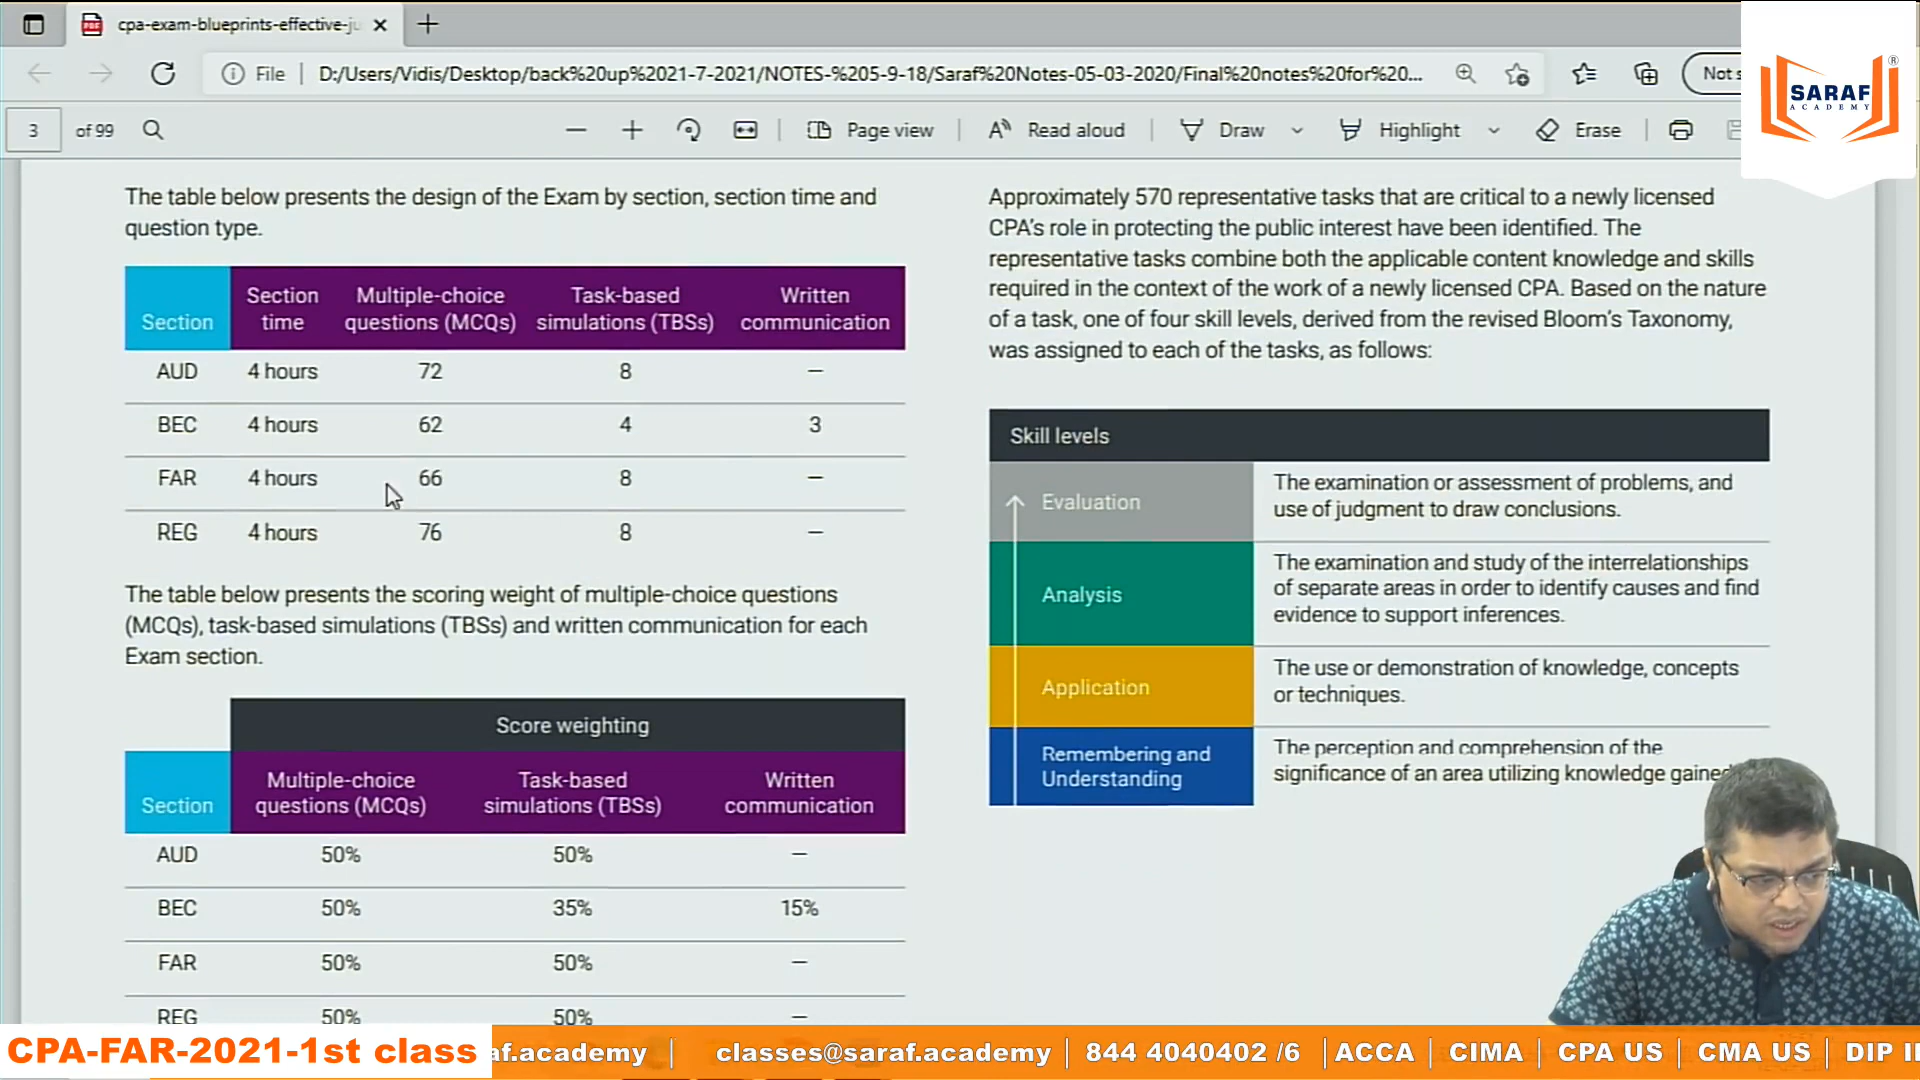 cpa-exam-blueprints-effective-ju
File
D:/Users/Vidis/Desktop/back%20up%2021-7-2021/NOTES-%205-9-18/Saraf%20Notes-05-03-2020/Final%20notes%20for%20...
Not s
3 of 99
Page view
Read aloud
Draw
Highlight
Erase
SARAF
ACADEMY
®
The table below presents the design of the Exam by section, section time and
question type.
Section
Section time
Multiple-choice questions (MCQs)
Task-based simulations (TBSs)
Written communication
AUD 4 hours 72 8 —
BEC 4 hours 62 4 3
FAR 4 hours 66 8 —
REG 4 hours 76 8 —
The table below presents the scoring weight of multiple-choice questions
(MCQs), task-based simulations (TBSs) and written communication for each
Exam section.
Score weighting
Section
Multiple-choice questions (MCQs)
Task-based simulations (TBSs)
Written communication
AUD 50% 50% —
BEC 50% 35% 15%
FAR 50% 50% —
REG 50% 50% —
Approximately 570 representative tasks that are critical to a newly licensed
CPA's role in protecting the public interest have been identified. The
representative tasks combine both the applicable content knowledge and skills
required in the context of the work of a newly licensed CPA. Based on the nature
of a task, one of four skill levels, derived from the revised Bloom's Taxonomy,
was assigned to each of the tasks, as follows:
Skill levels
Evaluation
The examination or assessment of problems, and
use of judgment to draw conclusions.
Analysis
The examination and study of the interrelationships
of separate areas in order to identify causes and find
evidence to support inferences.
Application
The use or demonstration of knowledge, concepts
or techniques.
Remembering and
Understanding
The perception and comprehension of the
significance of an area utilizing knowledge gained
CPA-FAR-2021-1st class
af.academy | classes@saraf.academy | 844 4040402 /6 | ACCA | CIMA | CPA US | CMA US | DIP I